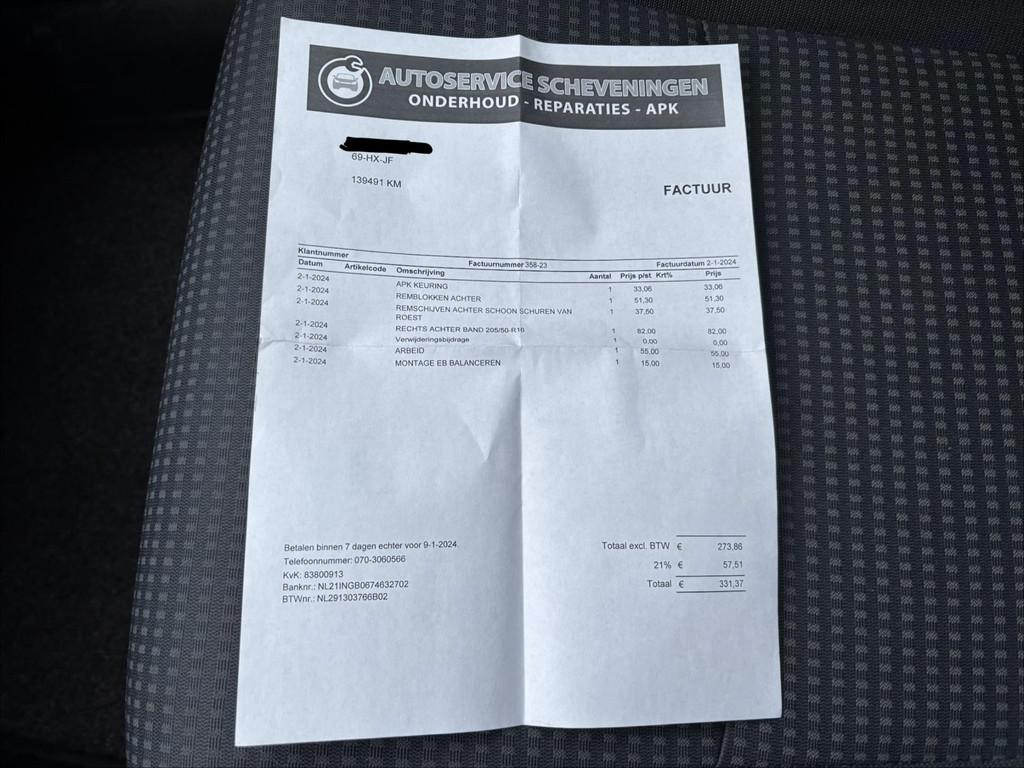 AUTOSERVICE SCHEVENINGEN
ONDERHOUD - REPARATIES - APK
69-HX-JF
139491 KM
FACTUUR
Klantnummer Factuurnummer 358-23 Factuurdatum 2-1-2024
Datum Artikelcode Omschrijving Aantal Prijs p/st Krt% Prijs
2-1-2024 APK KEURING 1 33,06 33,06
2-1-2024 REMBLOKKEN ACHTER 1 51,30 51,30
2-1-2024 REMSCHIJVEN ACHTER SCHOON SCHUREN VAN 1 37,50 37,50
ROEST
2-1-2024 RECHTS ACHTER BAND 205/50-R16 1 82,00 82,00
2-1-2024 Verwijderingsbijdrage 1 0,00 0,00
2-1-2024 ARBEID 1 55,00 55,00
2-1-2024 MONTAGE EB BALANCEREN 1 15,00 15,00
Betalen binnen 7 dagen echter voor 9-1-2024.
Telefoonnummer: 070-3060566
KvK: 83800913
Banknr.: NL21INGB0674632702
BTWnr.: NL291303766B02
Totaal excl. BTW € 273,86
21% € 57,51
Totaal € 331,37